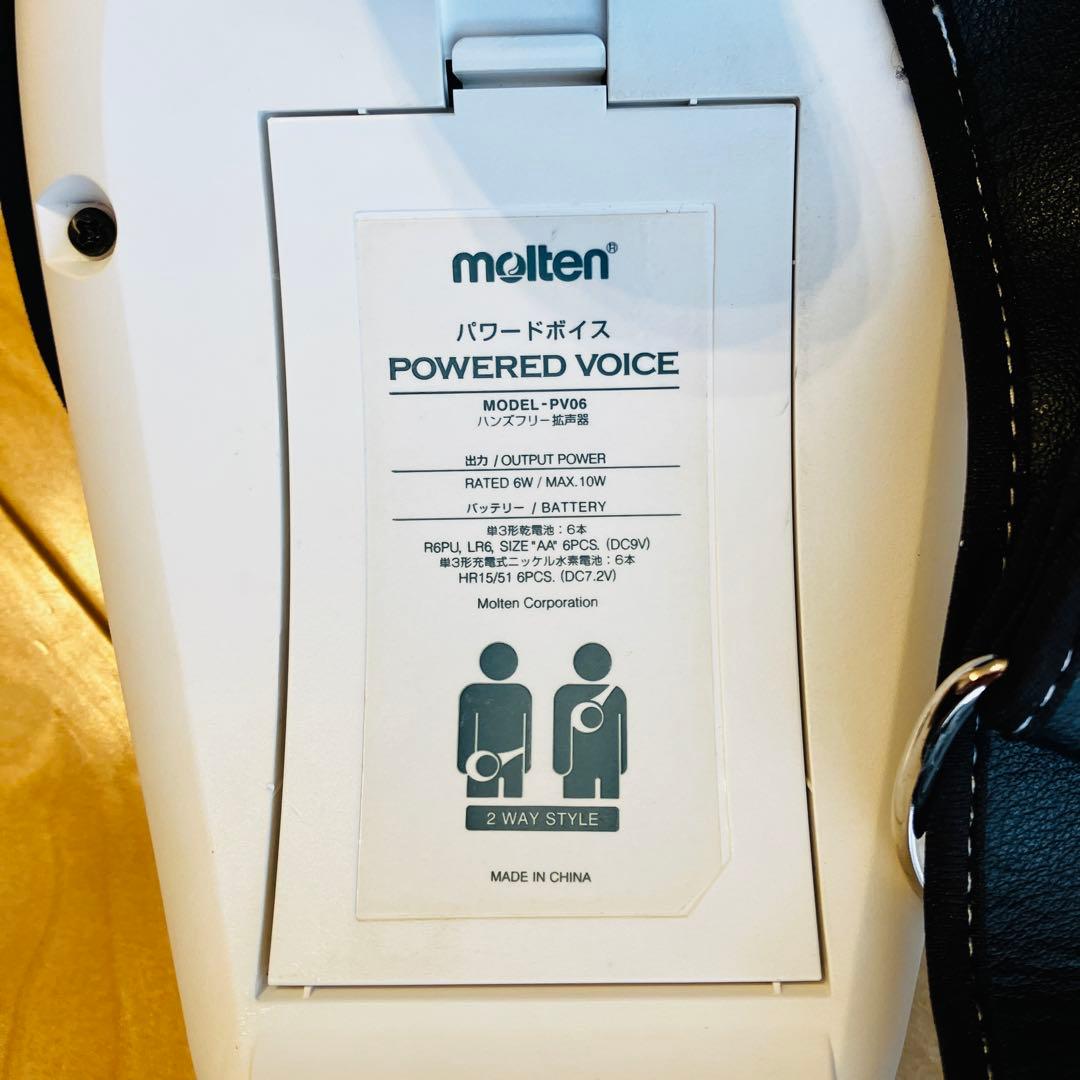 molten®
パワードボイス
POWERED VOICE
MODEL-PV06
ハンズフリー拡声器
出力 / OUTPUT POWER
RATED 6W / MAX.10W
バッテリー / BATTERY
単3形乾電池：6本
R6PU, LR6, SIZE "AA" 6PCS. (DC9V)
単3形充電式ニッケル水素電池：6本
HR15/51 6PCS. (DC7.2V)
Molten Corporation
2 WAY STYLE
MADE IN CHINA